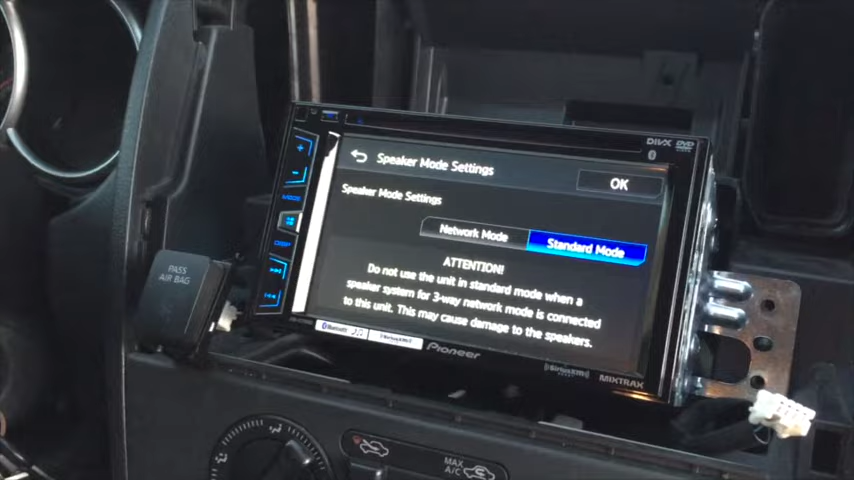 DIVX DVD
Speaker Mode Settings
OK
Speaker Mode Settings
Network Mode
Standard Mode
ATTENTION!
Do not use the unit in standard mode when a
speaker system for 3-way network mode is connected
to this unit. This may cause damage to the speakers.
+
-
DISP
PASS
AIR BAG
Bluetooth
Pioneer
MIXTRAX
MAX
A/C